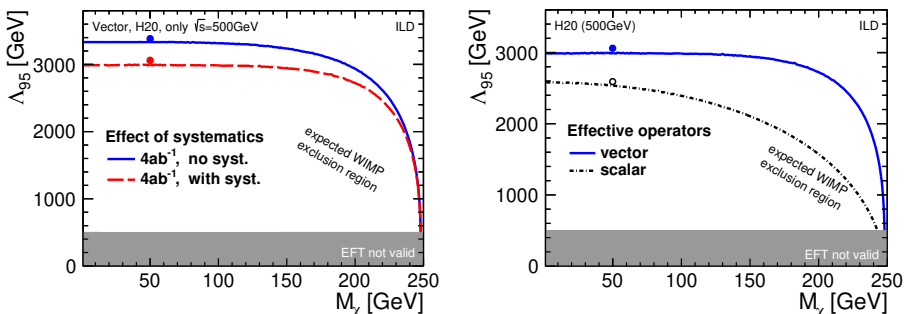 Vector, H20, only √s=500GeV
ILD
Λ95 [GeV]
3000
2000
1000
0
Effect of systematics
4ab⁻¹, no syst.
4ab⁻¹, with syst.
expected WIMP
exclusion region
EFT not valid
0 50 100 150 200 250
Mχ [GeV]
H20 (500GeV)
ILD
Λ95 [GeV]
4000
3000
2000
1000
0
Effective operators
vector
scalar
expected WIMP
exclusion region
EFT not valid
0 50 100 150 200 250
Mχ [GeV]